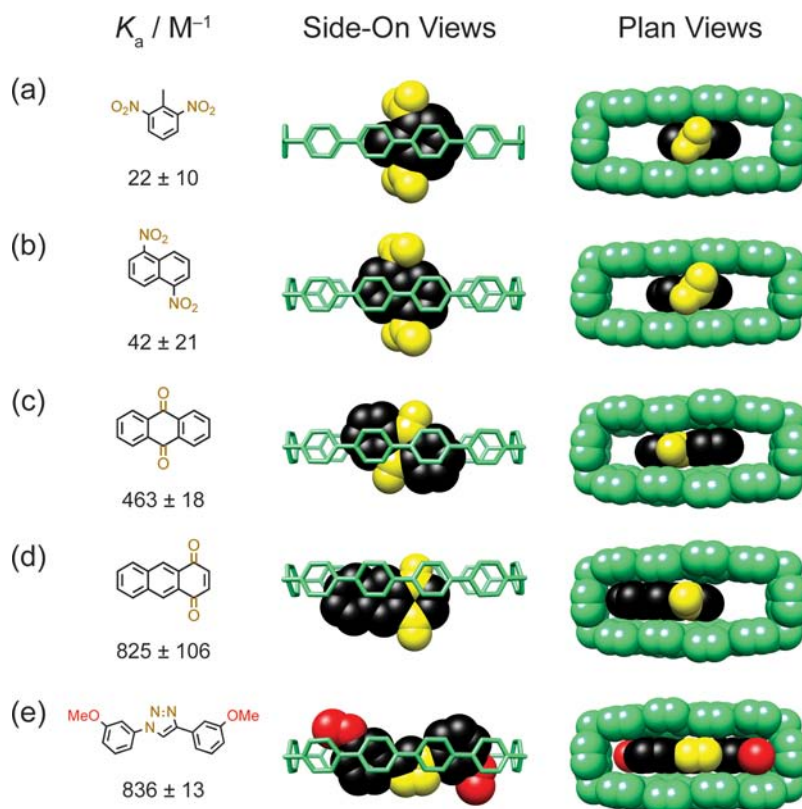 Kₐ / M⁻¹ Side-On Views Plan Views
(a)
O₂N NO₂
22 ± 10
(b)
NO₂
NO₂
42 ± 21
(c)
O
O
463 ± 18
(d)
O
O
825 ± 106
(e)
MeO N=N N OMe
836 ± 13